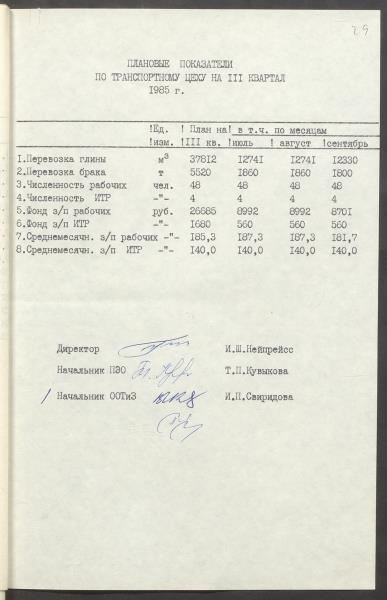 29
ПЛАНОВЫЕ ПОКАЗАТЕЛИ
ПО ТРАНСПОРТНОМУ ЦЕХУ НА III КВАРТАЛ
1985 г.
!Ед. ! План на! в т.ч. по месяцам
!изм. !III кв. !июль ! август !сентябрь
1.Перевозка глины м3 37812 12741 12741 12330
2.Перевозка брака т 5520 1860 1860 1800
3.Численность рабочих чел. 48 48 48 48
4.Численность ИТР -"- 4 4 4 4
5.Фонд з/п рабочих руб. 26685 8992 8992 8701
6.Фонд з/п ИТР -"- 1680 560 560 560
7.Среднемесячн. з/п рабочих -"- 185,3 187,3 187,3 181,7
8.Среднемесячн. з/п ИТР -"- 140,0 140,0 140,0 140,0
Директор И.Ш.Нейпрейсс
Начальник ПЭО Т.П.Кувыкова
Начальник ООТиЗ И.П.Свиридова